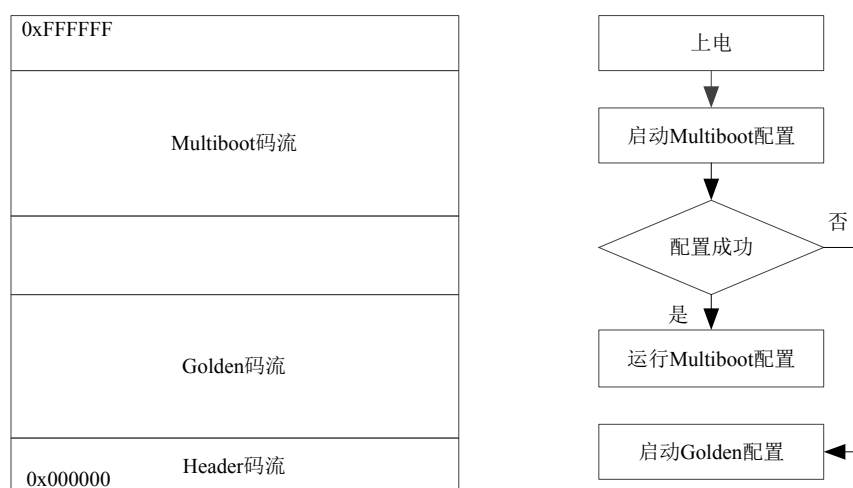 0xFFFFFF
Multiboot码流
Golden码流
Header码流
0x000000
上电
启动Multiboot配置
配置成功
否
是
运行Multiboot配置
启动Golden配置